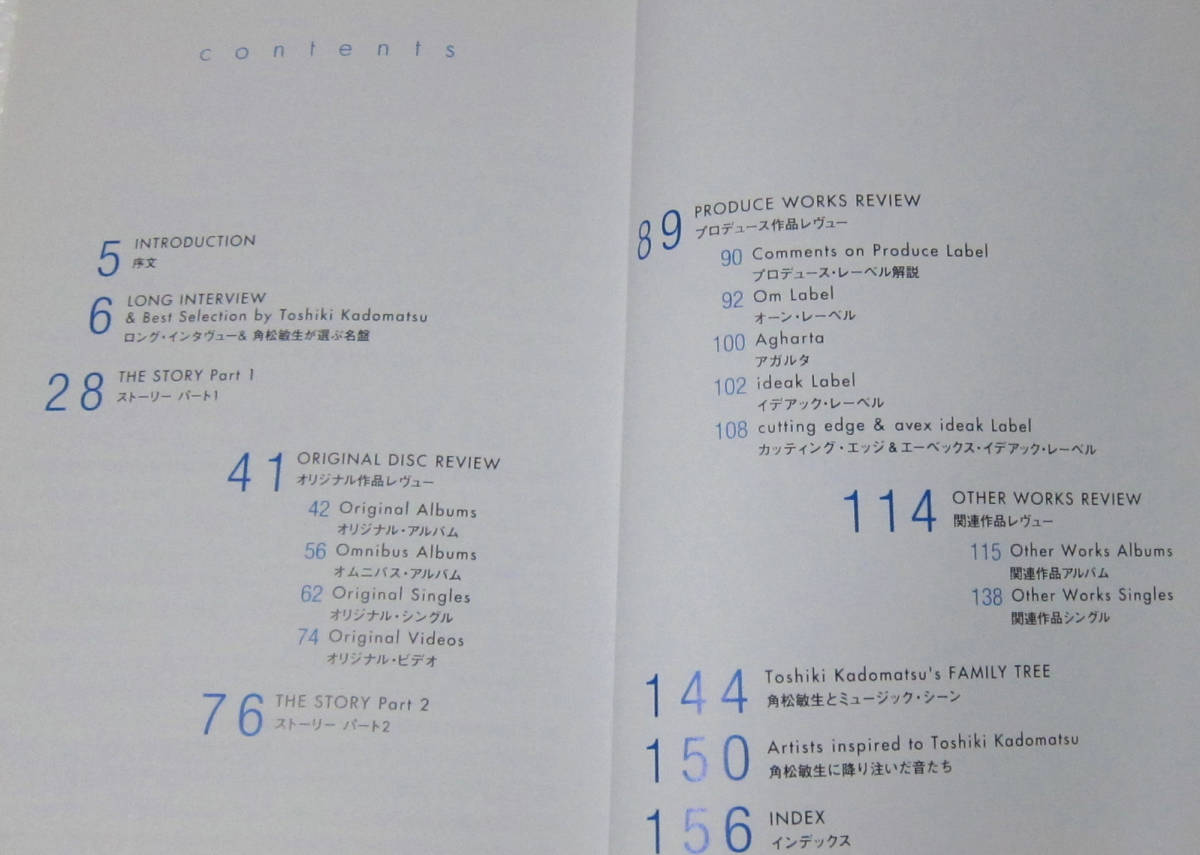 contents
5 INTRODUCTION
序文
6 LONG INTERVIEW
& Best Selection by Toshiki Kadomatsu
ロング・インタヴュー& 角松敏生が選ぶ名盤
28 THE STORY Part 1
ストーリー パート1
41 ORIGINAL DISC REVIEW
オリジナル作品レヴュー
42 Original Albums
オリジナル・アルバム
56 Omnibus Albums
オムニバス・アルバム
62 Original Singles
オリジナル・シングル
74 Original Videos
オリジナル・ビデオ
76 THE STORY Part 2
ストーリー パート2
89 PRODUCE WORKS REVIEW
プロデュース作品レヴュー
90 Comments on Produce Label
プロデュース・レーベル解説
92 Om Label
オーン・レーベル
100 Agharta
アガルタ
102 ideak Label
イデアック・レーベル
108 cutting edge & avex ideak Label
カッティング・エッジ&エーベックス・イデアック・レーベル
114 OTHER WORKS REVIEW
関連作品レヴュー
115 Other Works Albums
関連作品アルバム
138 Other Works Singles
関連作品シングル
144 Toshiki Kadomatsu's FAMILY TREE
角松敏生とミュージック・シーン
150 Artists inspired to Toshiki Kadomatsu
角松敏生に降り注いだ音たち
156 INDEX
インデックス